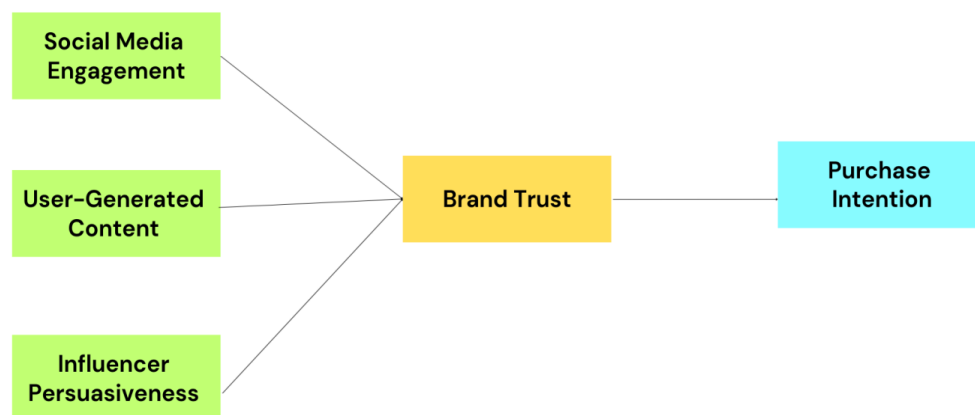 Social Media
Engagement
User-Generated
Content
Influencer
Persuasiveness
Brand Trust
Purchase
Intention